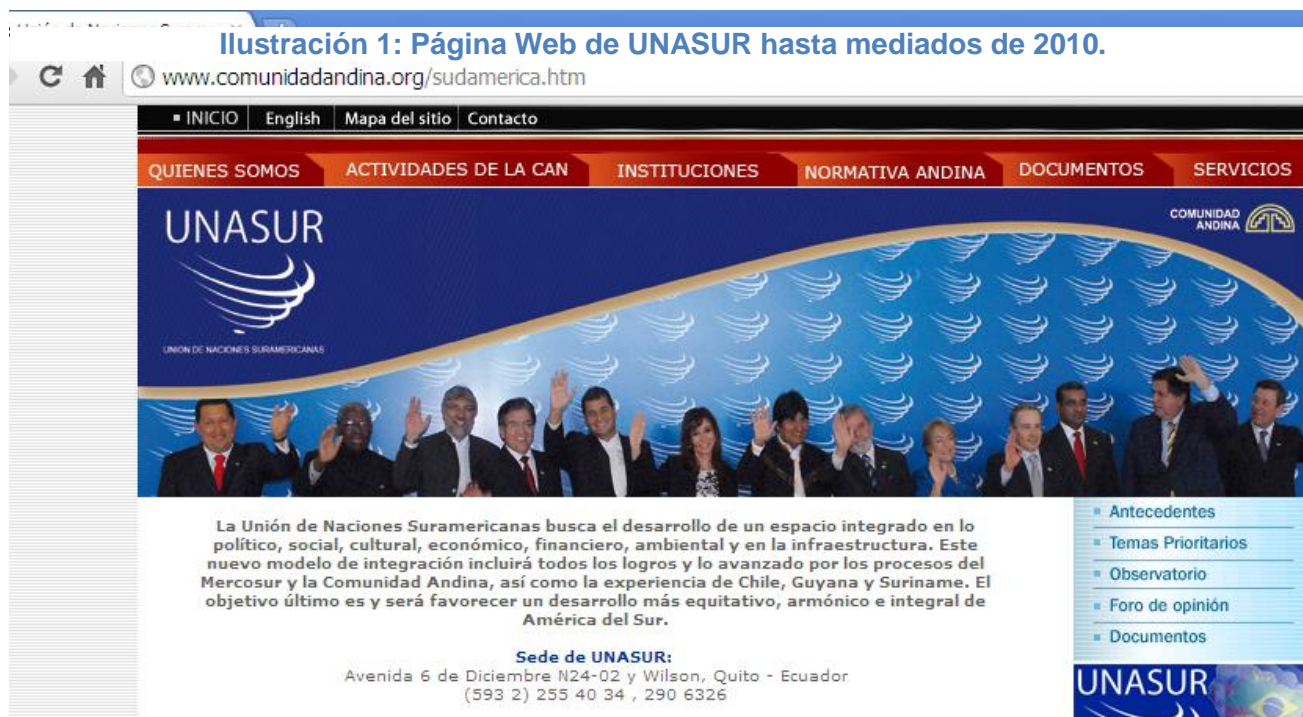 Ilustración 1: Página Web de UNASUR hasta mediados de 2010.
www.comunidadandina.org/sudamerica.htm
INICIO English Mapa del sitio Contacto
QUIENES SOMOS ACTIVIDADES DE LA CAN INSTITUCIONES NORMATIVA ANDINA DOCUMENTOS SERVICIOS
UNASUR
UNION DE NACIONES SURAMERICANAS
COMUNIDAD
ANDINA
La Unión de Naciones Suramericanas busca el desarrollo de un espacio integrado en lo
político, social, cultural, económico, financiero, ambiental y en la infraestructura. Este
nuevo modelo de integración incluirá todos los logros y lo avanzado por los procesos del
Mercosur y la Comunidad Andina, así como la experiencia de Chile, Guyana y Suriname. El
objetivo último es y será favorecer un desarrollo más equitativo, armónico e integral de
América del Sur.
Sede de UNASUR:
Avenida 6 de Diciembre N24-02 y Wilson, Quito - Ecuador
(593 2) 255 40 34 , 290 6326
Antecedentes
Temas Prioritarios
Observatorio
Foro de opinión
Documentos
UNASUR